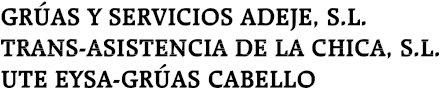 GRÚAS Y SERVICIOS ADEJE, S.L.
TRANS-ASISTENCIA DE LA CHICA, S.L.
UTE EYSA-GRÚAS CABELLO